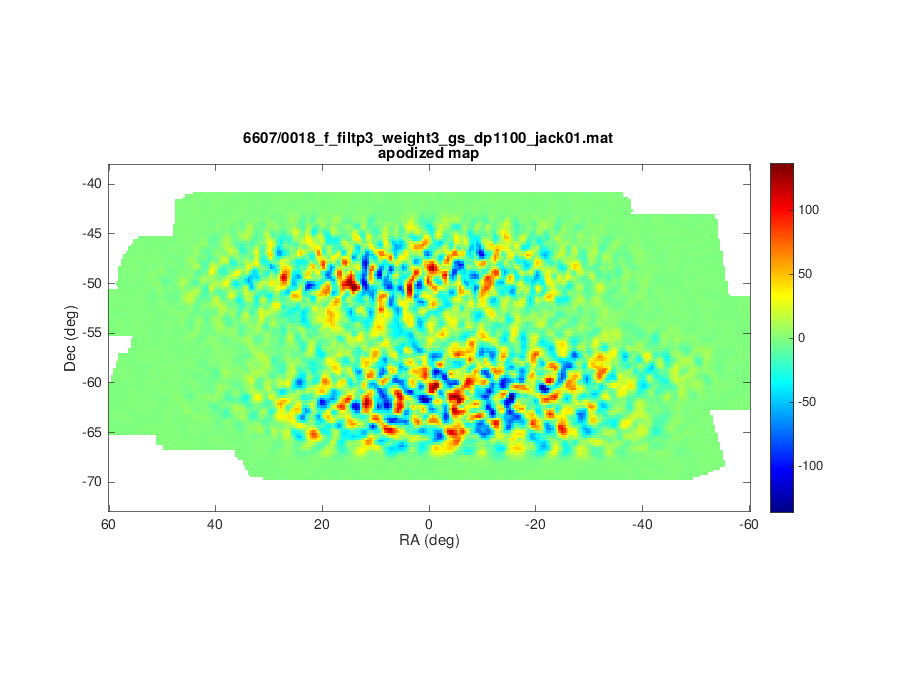 6607/0018_f_filtp3_weight3_gs_dp1100_jack01.mat
apodized map
-40
-45
-50
-55
-60
-65
-70
Dec (deg)
60 40 20 0 -20 -40 -60
RA (deg)
100
50
0
-50
-100